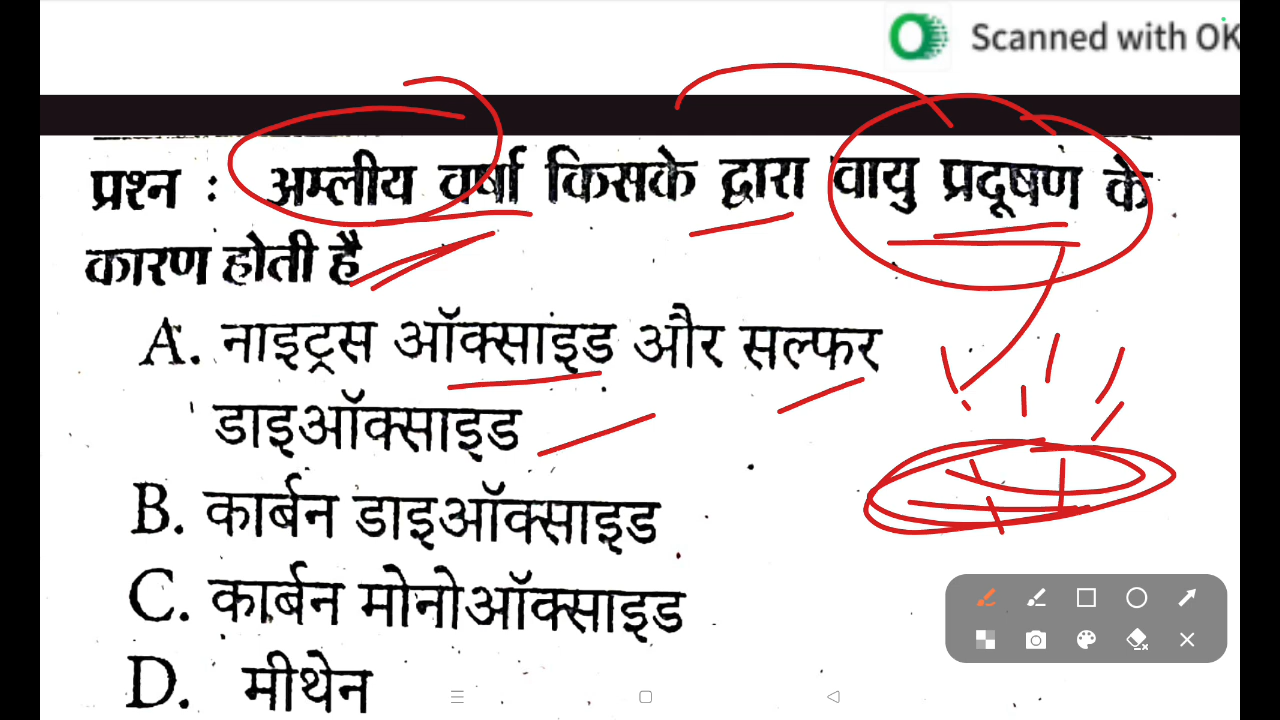 Scanned with OK
प्रश्न : अम्लीय वर्षा किसके द्वारा वायु प्रदूषण के
कारण होती है
A. नाइट्रस ऑक्साइड और सल्फर
डाइऑक्साइड
B. कार्बन डाइऑक्साइड
C. कार्बन मोनोऑक्साइड
D. मीथेन